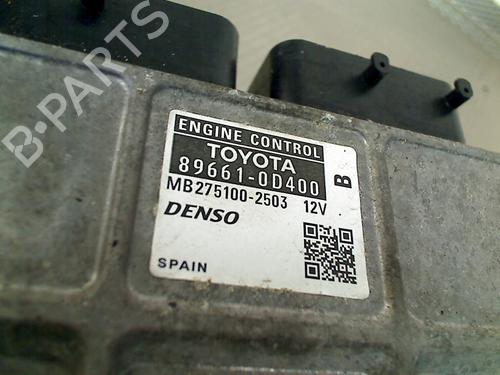 B-PARTS
ENGINE CONTROL
TOYOTA
89661-0D400
MB275100-2503 12V
B
DENSO
SPAIN